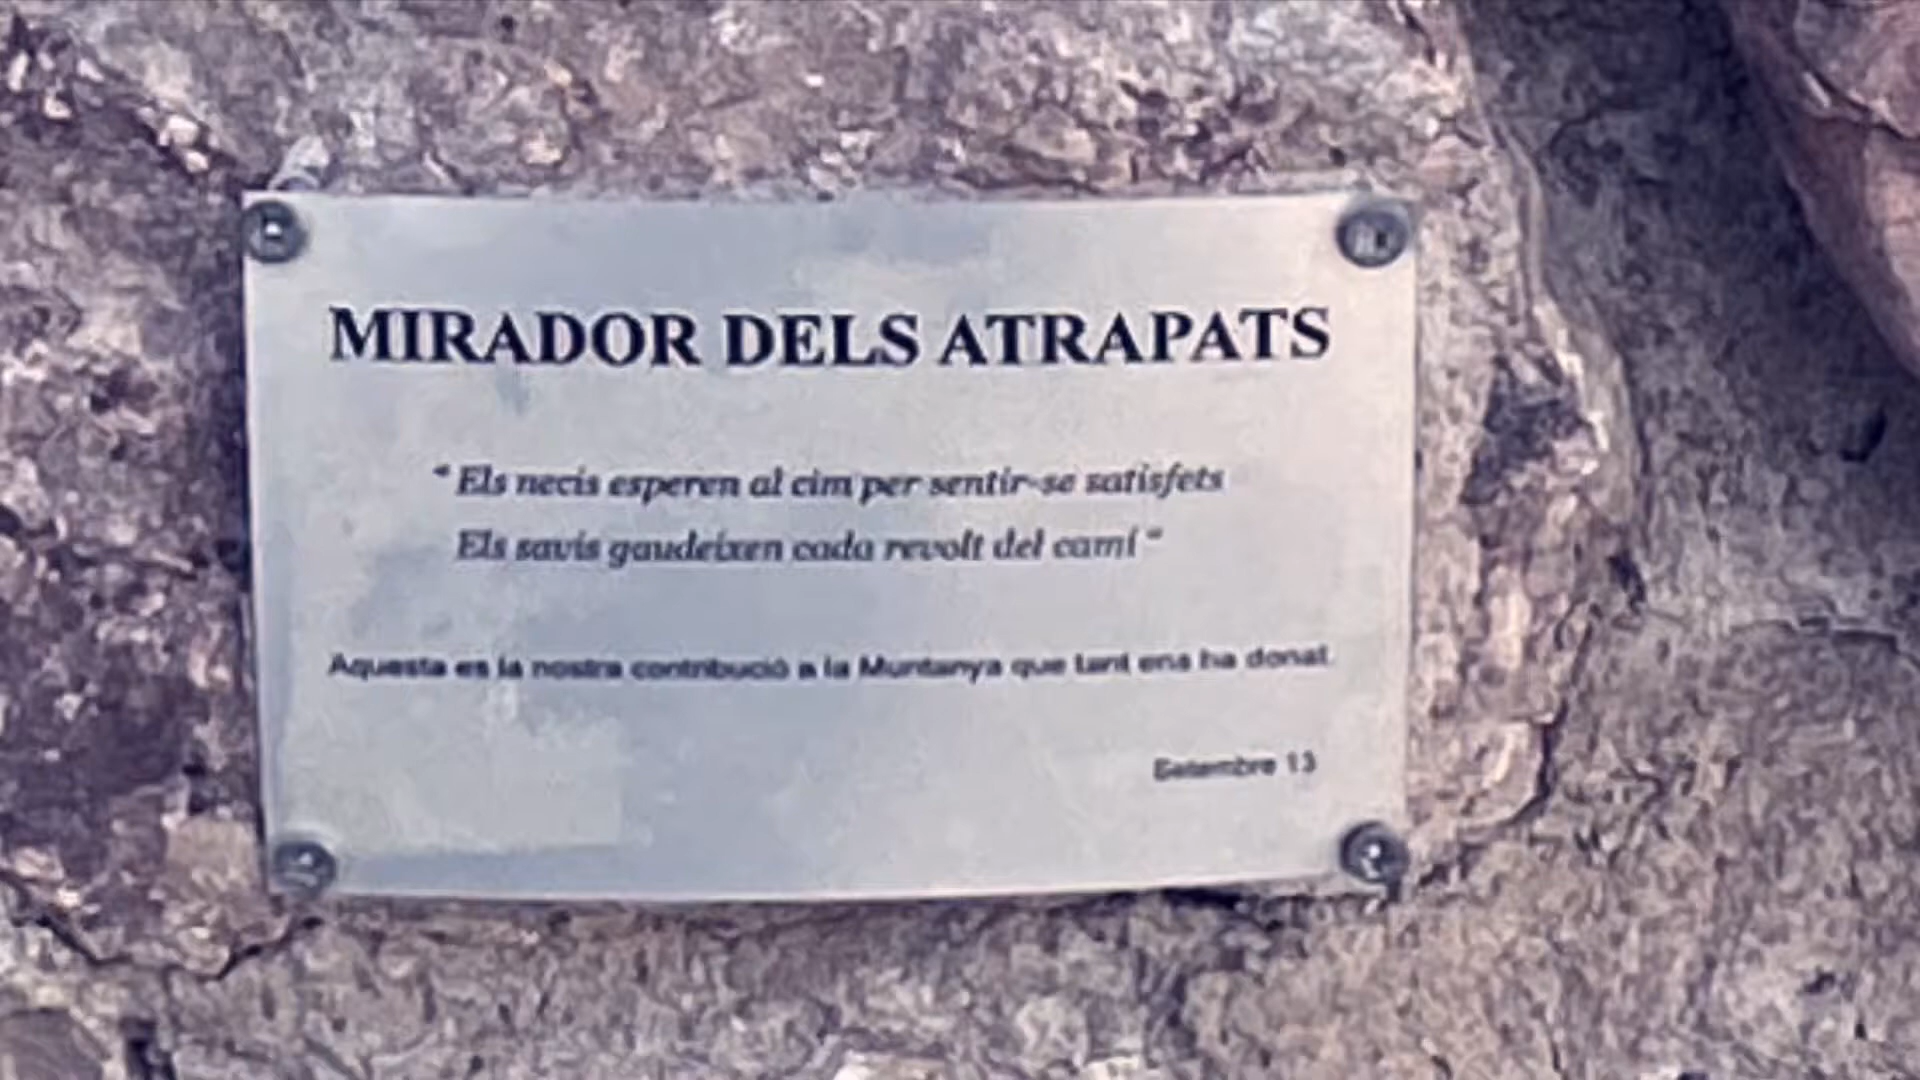 MIRADOR DELS ATRAPATS
" Els necis esperen al cim per sentir-se satisfets
Els savis gaudeixen cada revolt del camí "
Aquesta es la nostra contribució a la Muntanya que tant ens ha donat.
Setembre 13